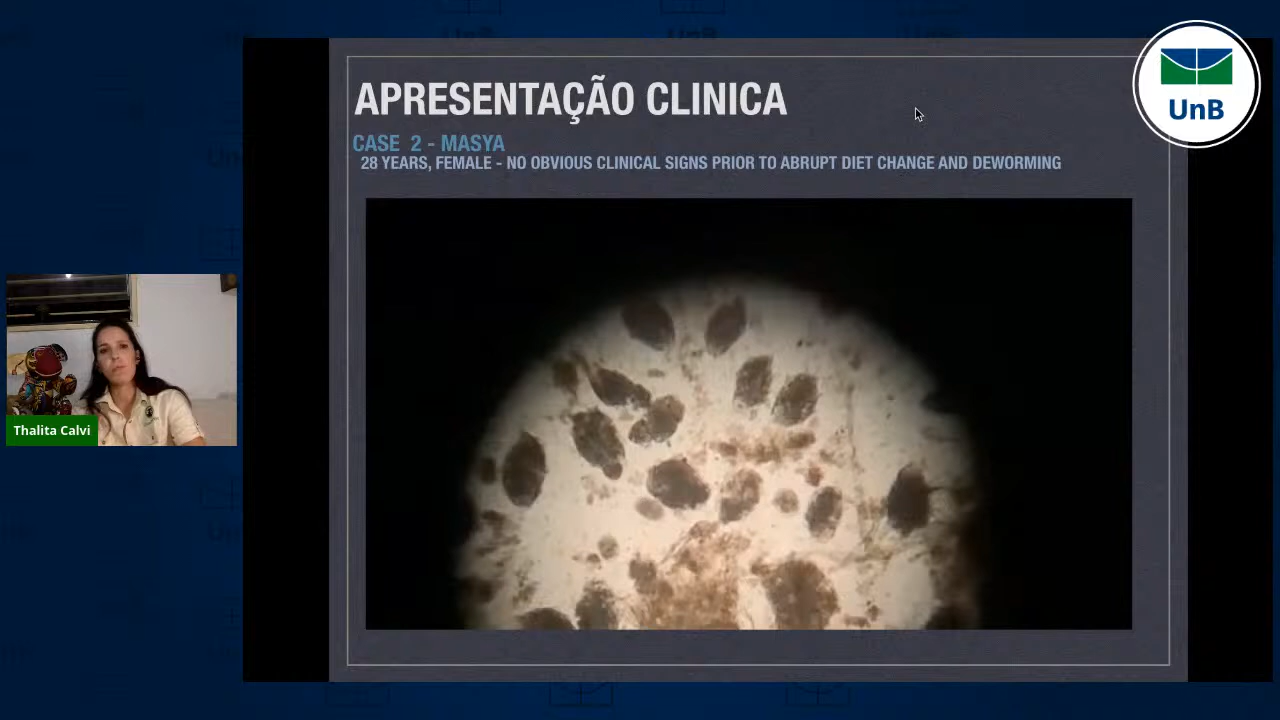 APRESENTAÇÃO CLINICA
CASE 2 - MASYA
28 YEARS, FEMALE - NO OBVIOUS CLINICAL SIGNS PRIOR TO ABRUPT DIET CHANGE AND DEWORMING
UnB
Thalita Calvi